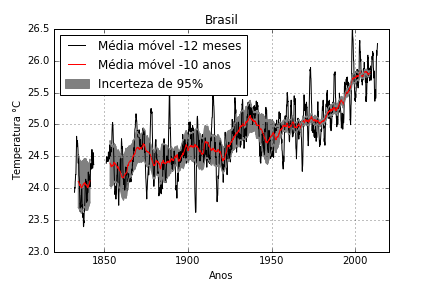 Brasil
26.5
26.0
25.5
25.0
24.5
24.0
23.5
23.0
Temperatura °C
Média móvel -12 meses
Média móvel -10 anos
Incerteza de 95%
1850 1900 1950 2000
Anos